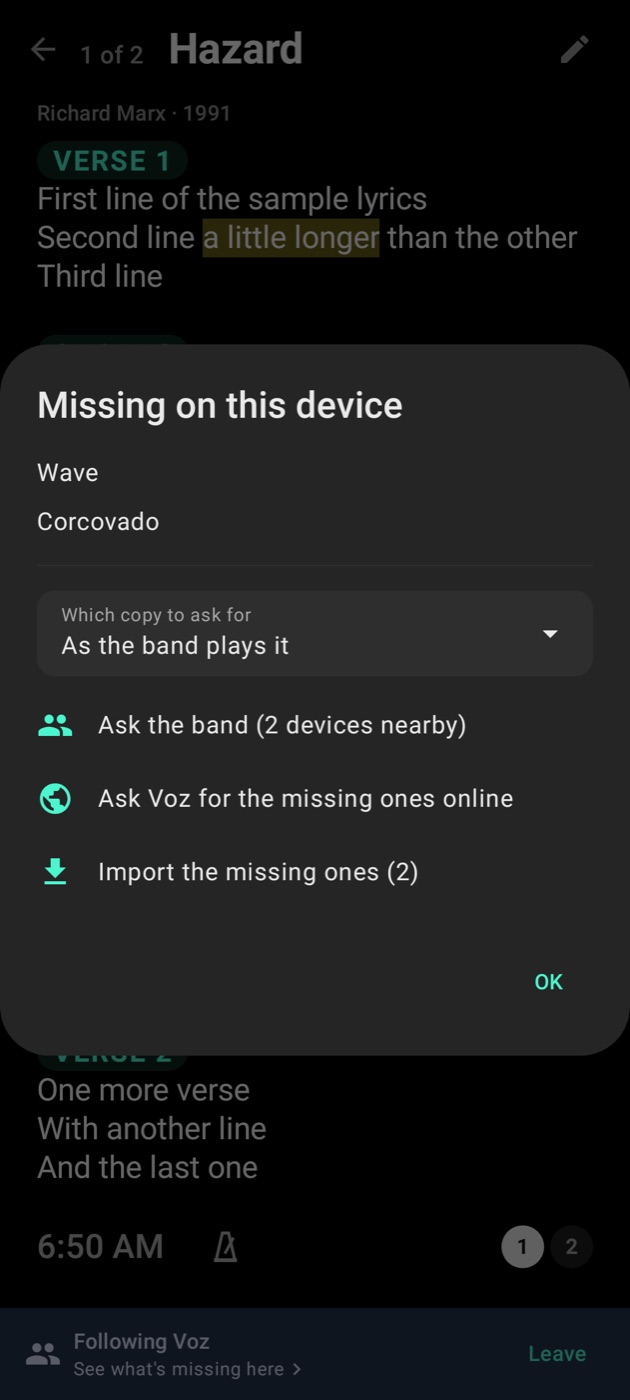 1 of 2 Hazard
Richard Marx · 1991
VERSE 1
First line of the sample lyrics
Second line a little longer than the other
Third line
Missing on this device
Wave
Corcovado
Which copy to ask for
As the band plays it
Ask the band (2 devices nearby)
Ask Voz for the missing ones online
Import the missing ones (2)
OK
VERSE 2
One more verse
With another line
And the last one
6:50 AM 1 2
Following Voz
See what's missing here
Leave